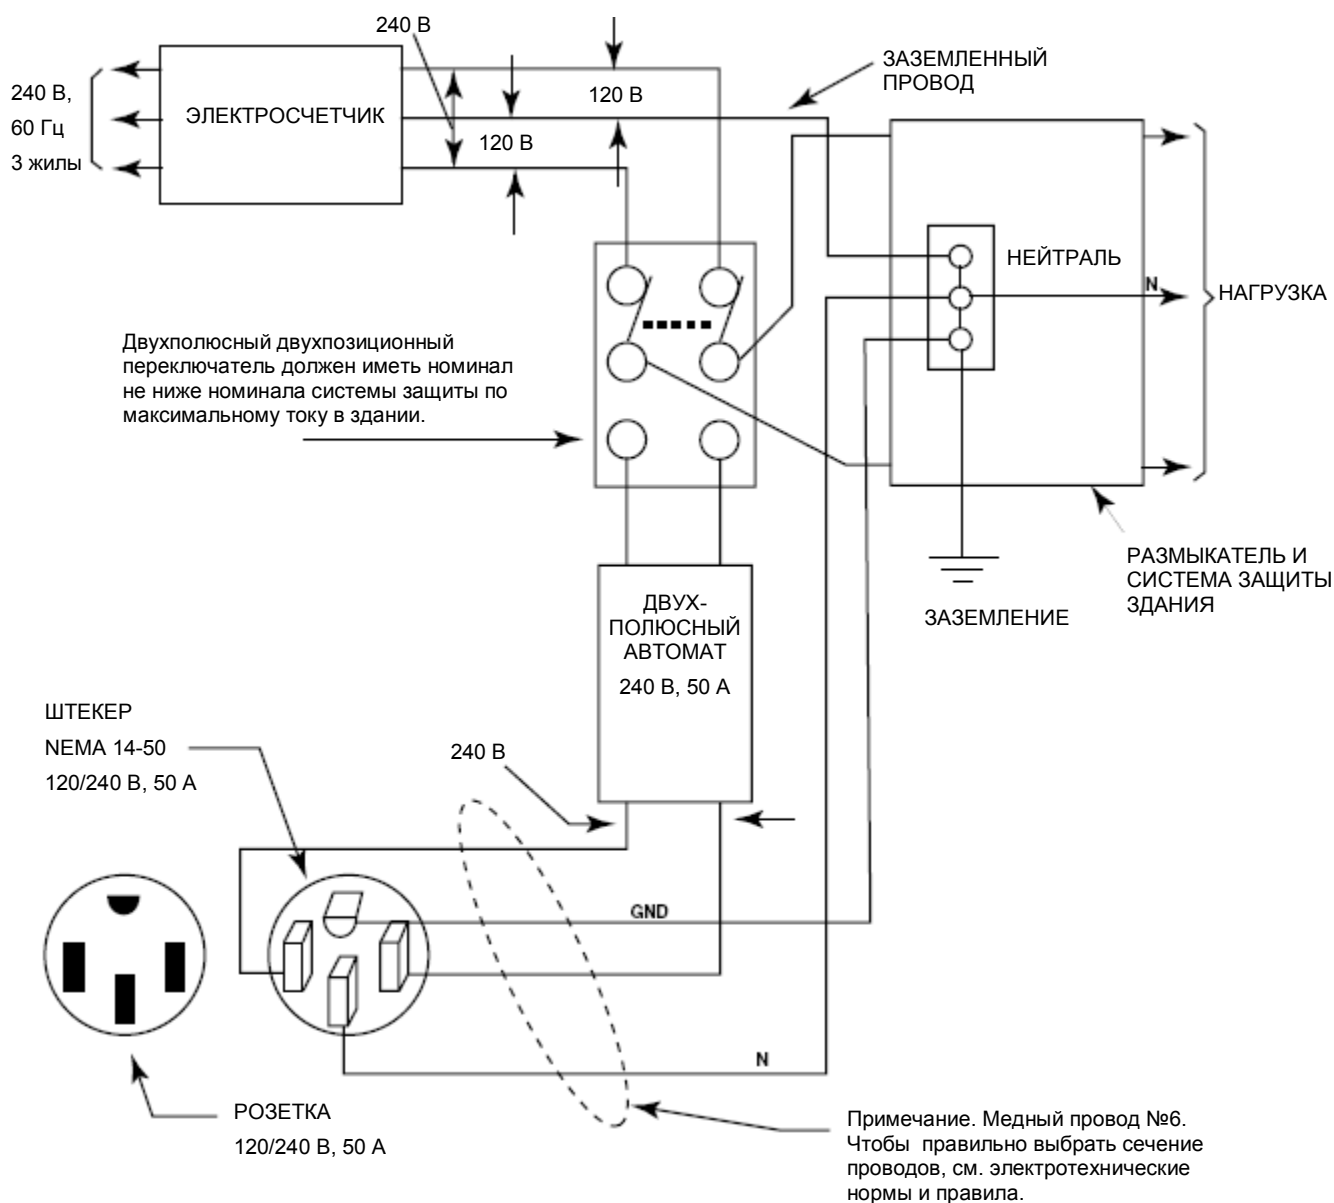 240 В
ЗАЗЕМЛЕННЫЙ
ПРОВОД
240 В,
60 Гц
3 жилы
ЭЛЕКТРОСЧЕТЧИК
120 В
120 В
НЕЙТРАЛЬ
N
НАГРУЗКА
Двухполюсный двухпозиционный
переключатель должен иметь номинал
не ниже номинала системы защиты по
максимальному току в здании.
РАЗМЫКАТЕЛЬ И
СИСТЕМА ЗАЩИТЫ
ЗДАНИЯ
ЗАЗЕМЛЕНИЕ
ДВУХ-
ПОЛЮСНЫЙ
АВТОМАТ
240 В, 50 А
ШТЕКЕР
NEMA 14-50
120/240 В, 50 А
240 В
GND
N
РОЗЕТКА
120/240 В, 50 А
Примечание. Медный провод №6.
Чтобы правильно выбрать сечение
проводов, см. электротехнические
нормы и правила.